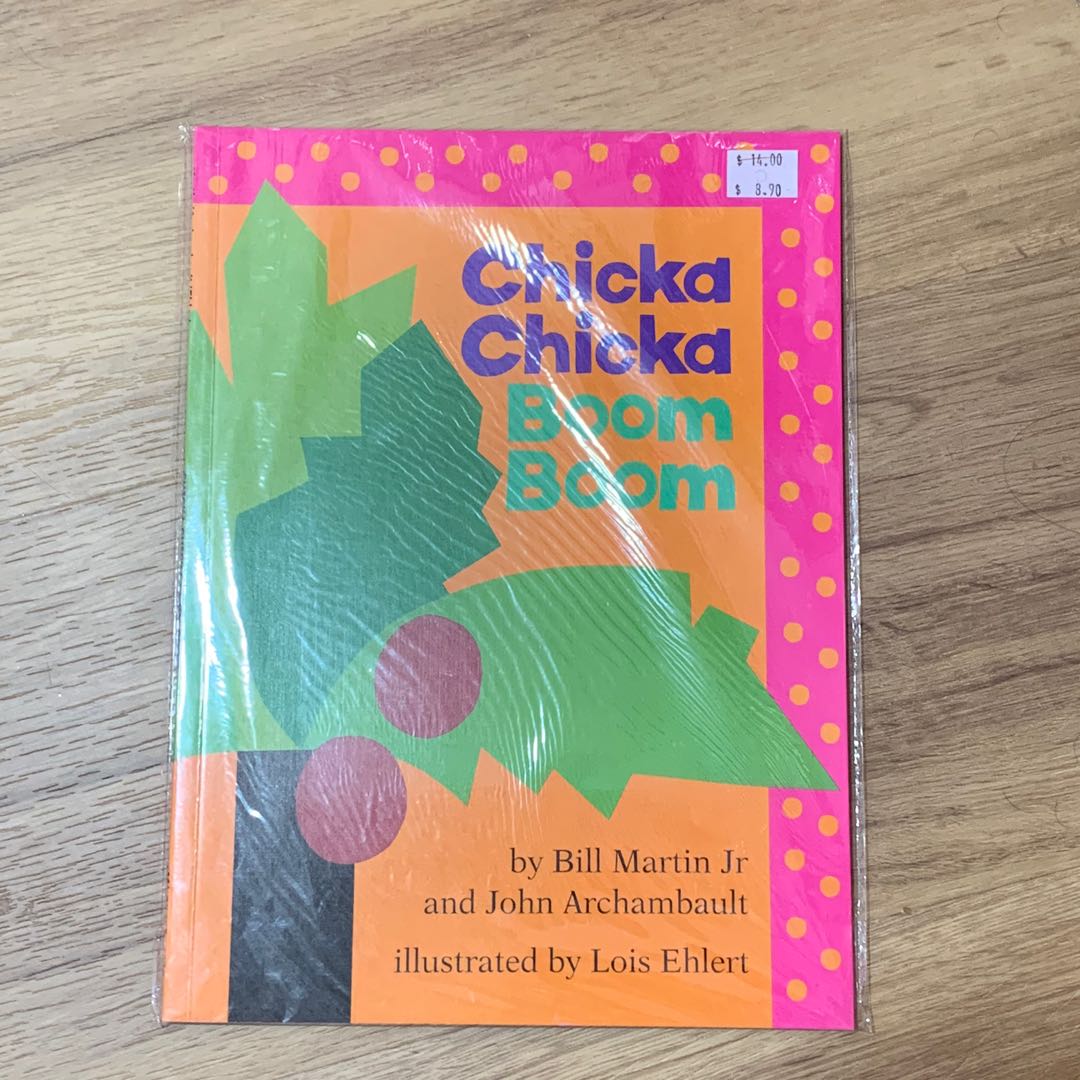 $ 14.00
$ 8.90
Chicka
Chicka
Boom
Boom
by Bill Martin Jr
and John Archambault
illustrated by Lois Ehlert